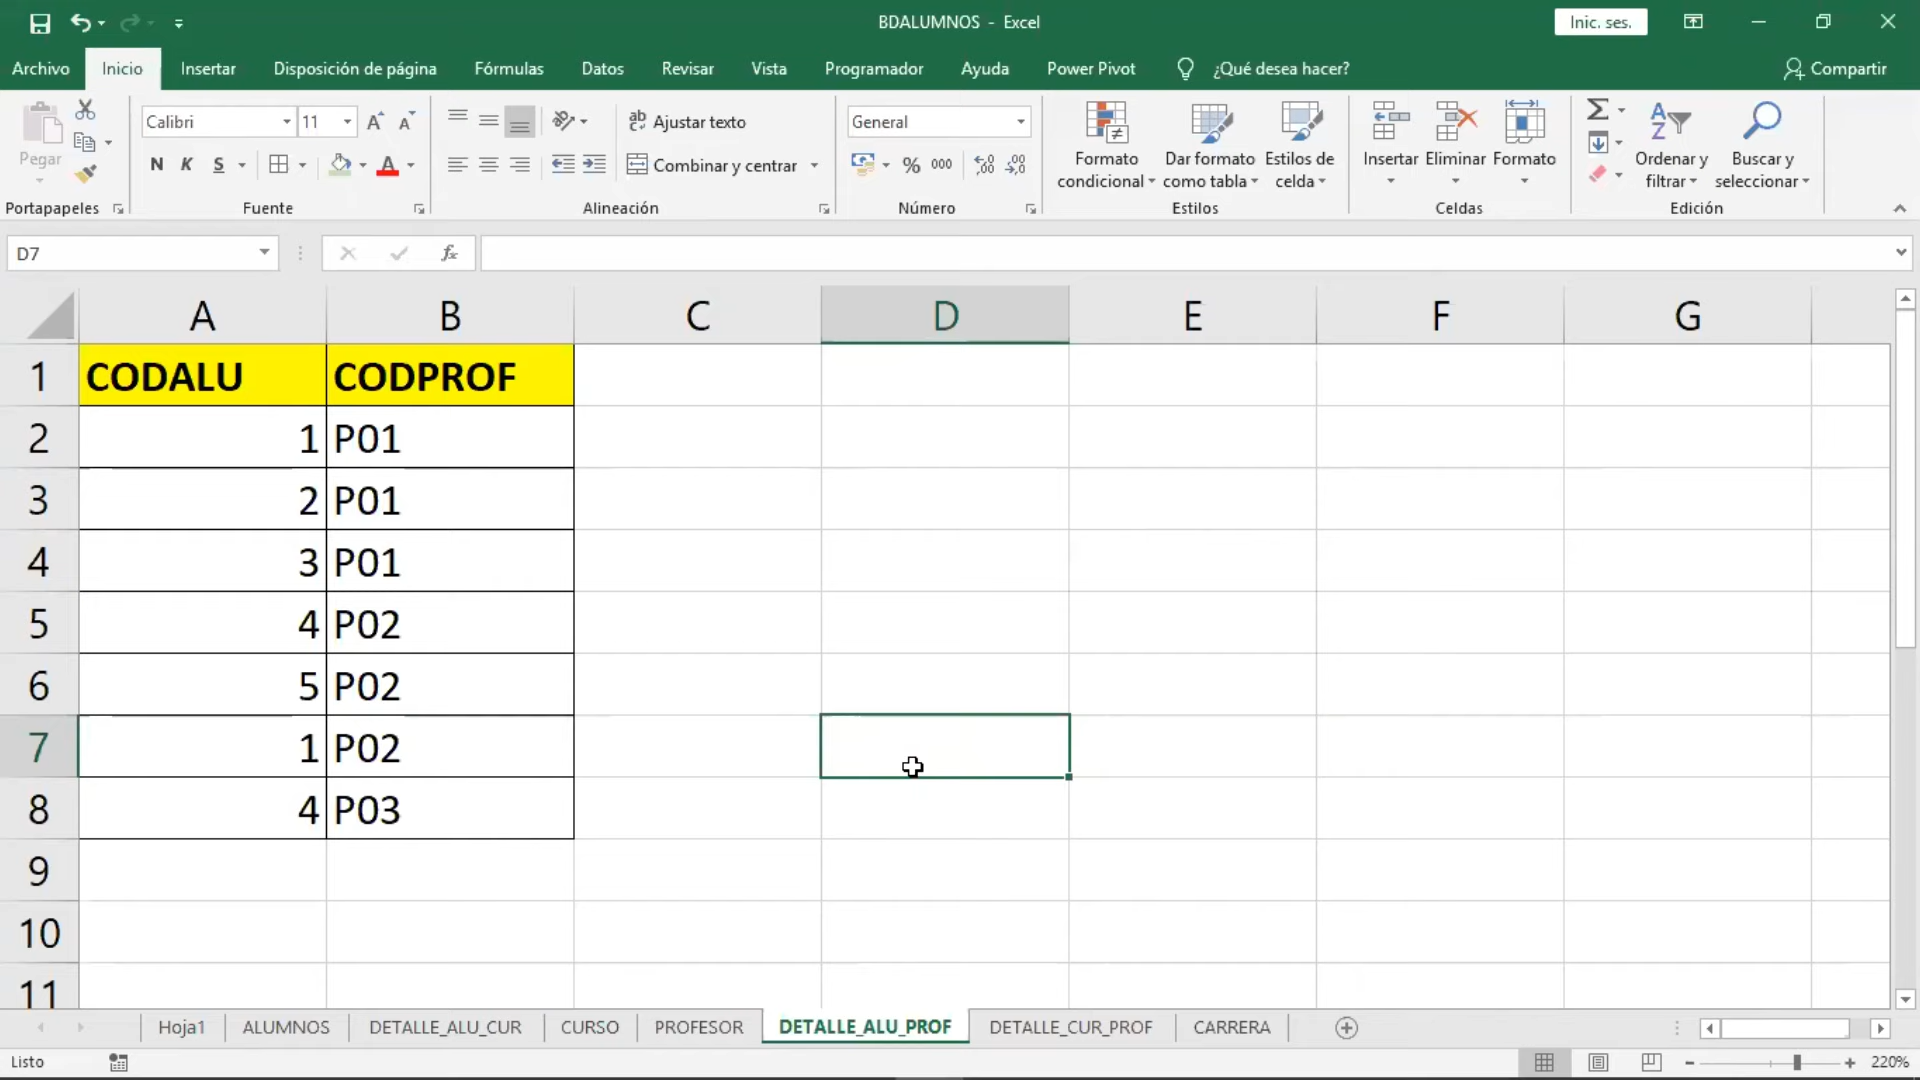 BDALUMNOS - Excel
Inic. ses.
Archivo Inicio Insertar Disposición de página Fórmulas Datos Revisar Vista Programador Ayuda Power Pivot ¿Qué desea hacer? Compartir
Pegar
Calibri 11
N K S
A A A
ab Ajustar texto
Combinar y centrar
General
% 000
Formato condicional
Dar formato como tabla
Estilos de celda
Insertar Eliminar Formato
Ordenar y filtrar
Buscar y seleccionar
Portapapeles Fuente Alineación Número Estilos Celdas Edición
D7 fx
A B C D E F G
1 CODALU CODPROF
2 1 P01
3 2 P01
4 3 P01
5 4 P02
6 5 P02
7 1 P02
8 4 P03
9
10
11
Hoja1 ALUMNOS DETALLE_ALU_CUR CURSO PROFESOR DETALLE_ALU_PROF DETALLE_CUR_PROF CARRERA
Listo 220%